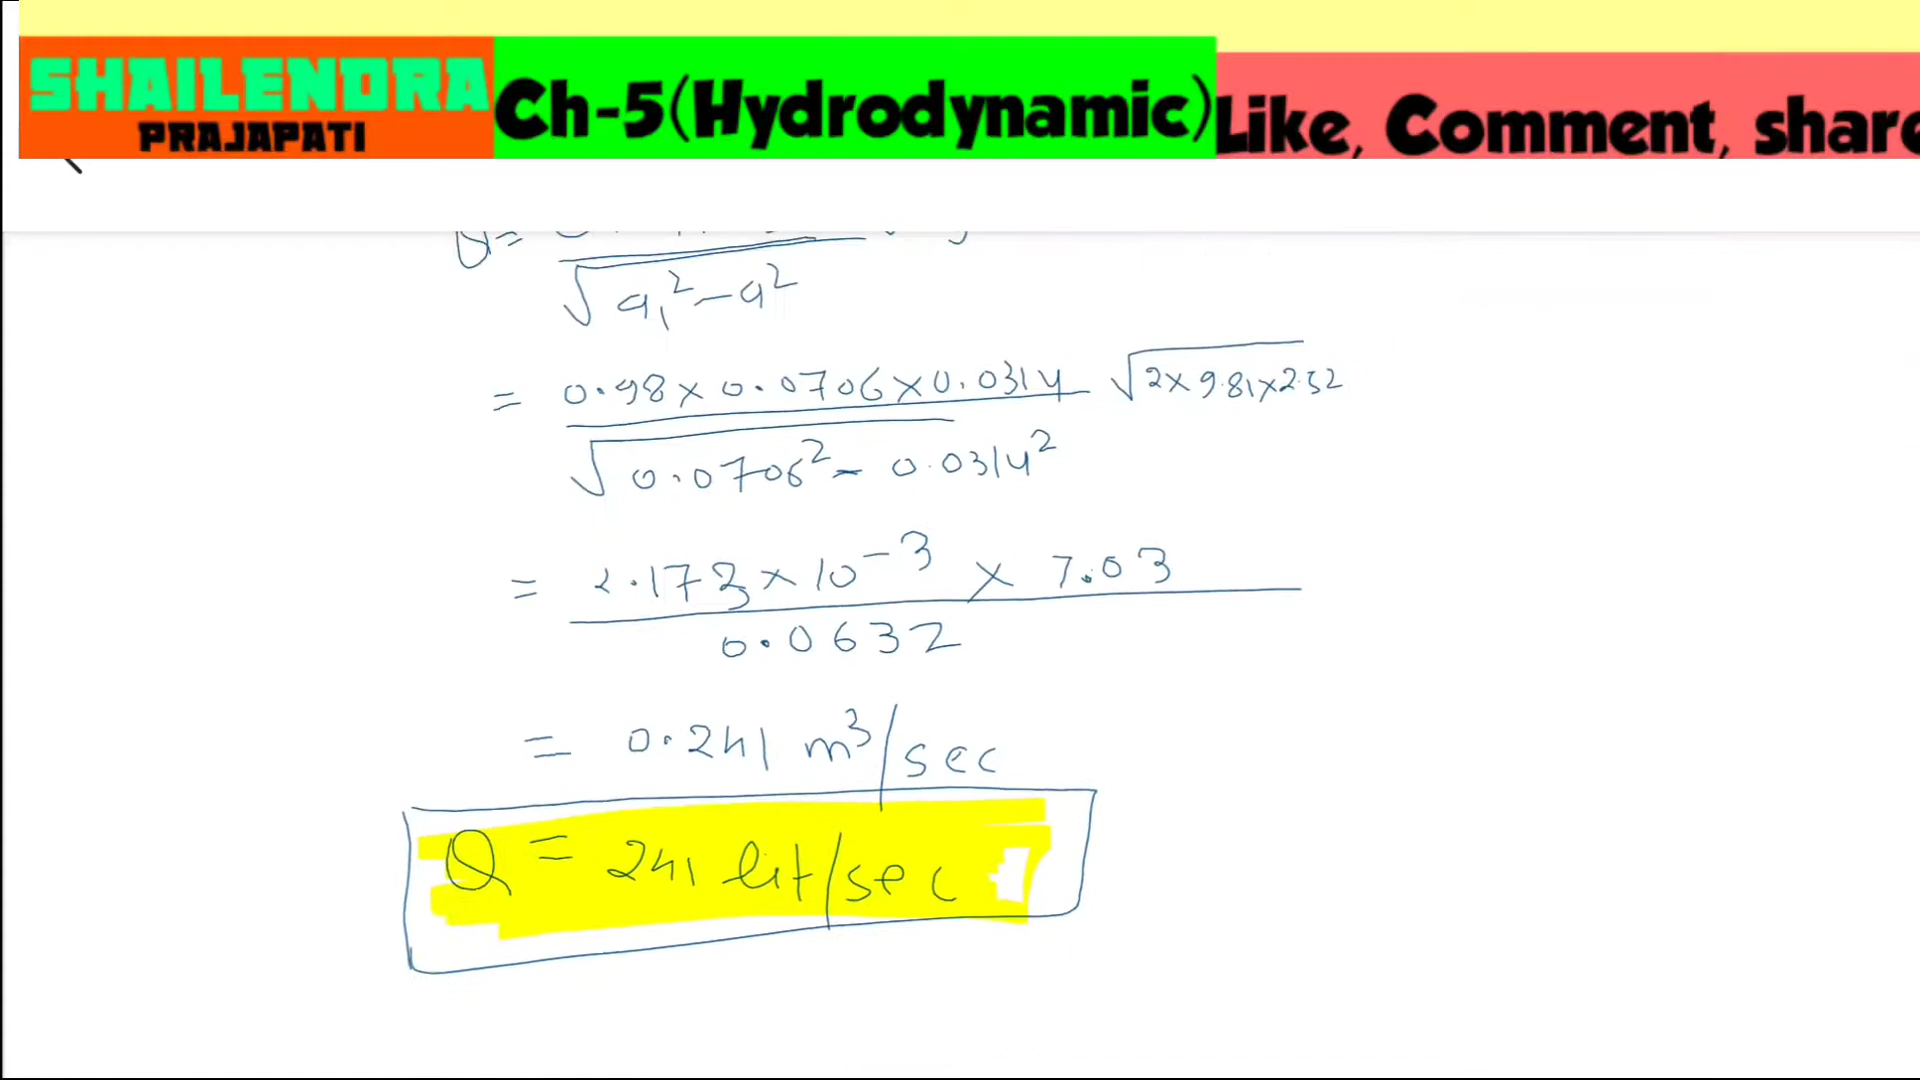 SHAILENDRA
PRAJAPATI
Ch-5(Hydrodynamic)
Like, Comment, share
Q=
√a₁²-a²
= 0.98 × 0.0706 × 0.0314 √2×9.81×2.52
√0.0706² - 0.0314²
= 2.173 × 10⁻³ × 7.03
0.0632
= 0.241 m³/sec
Q = 241 lit/sec